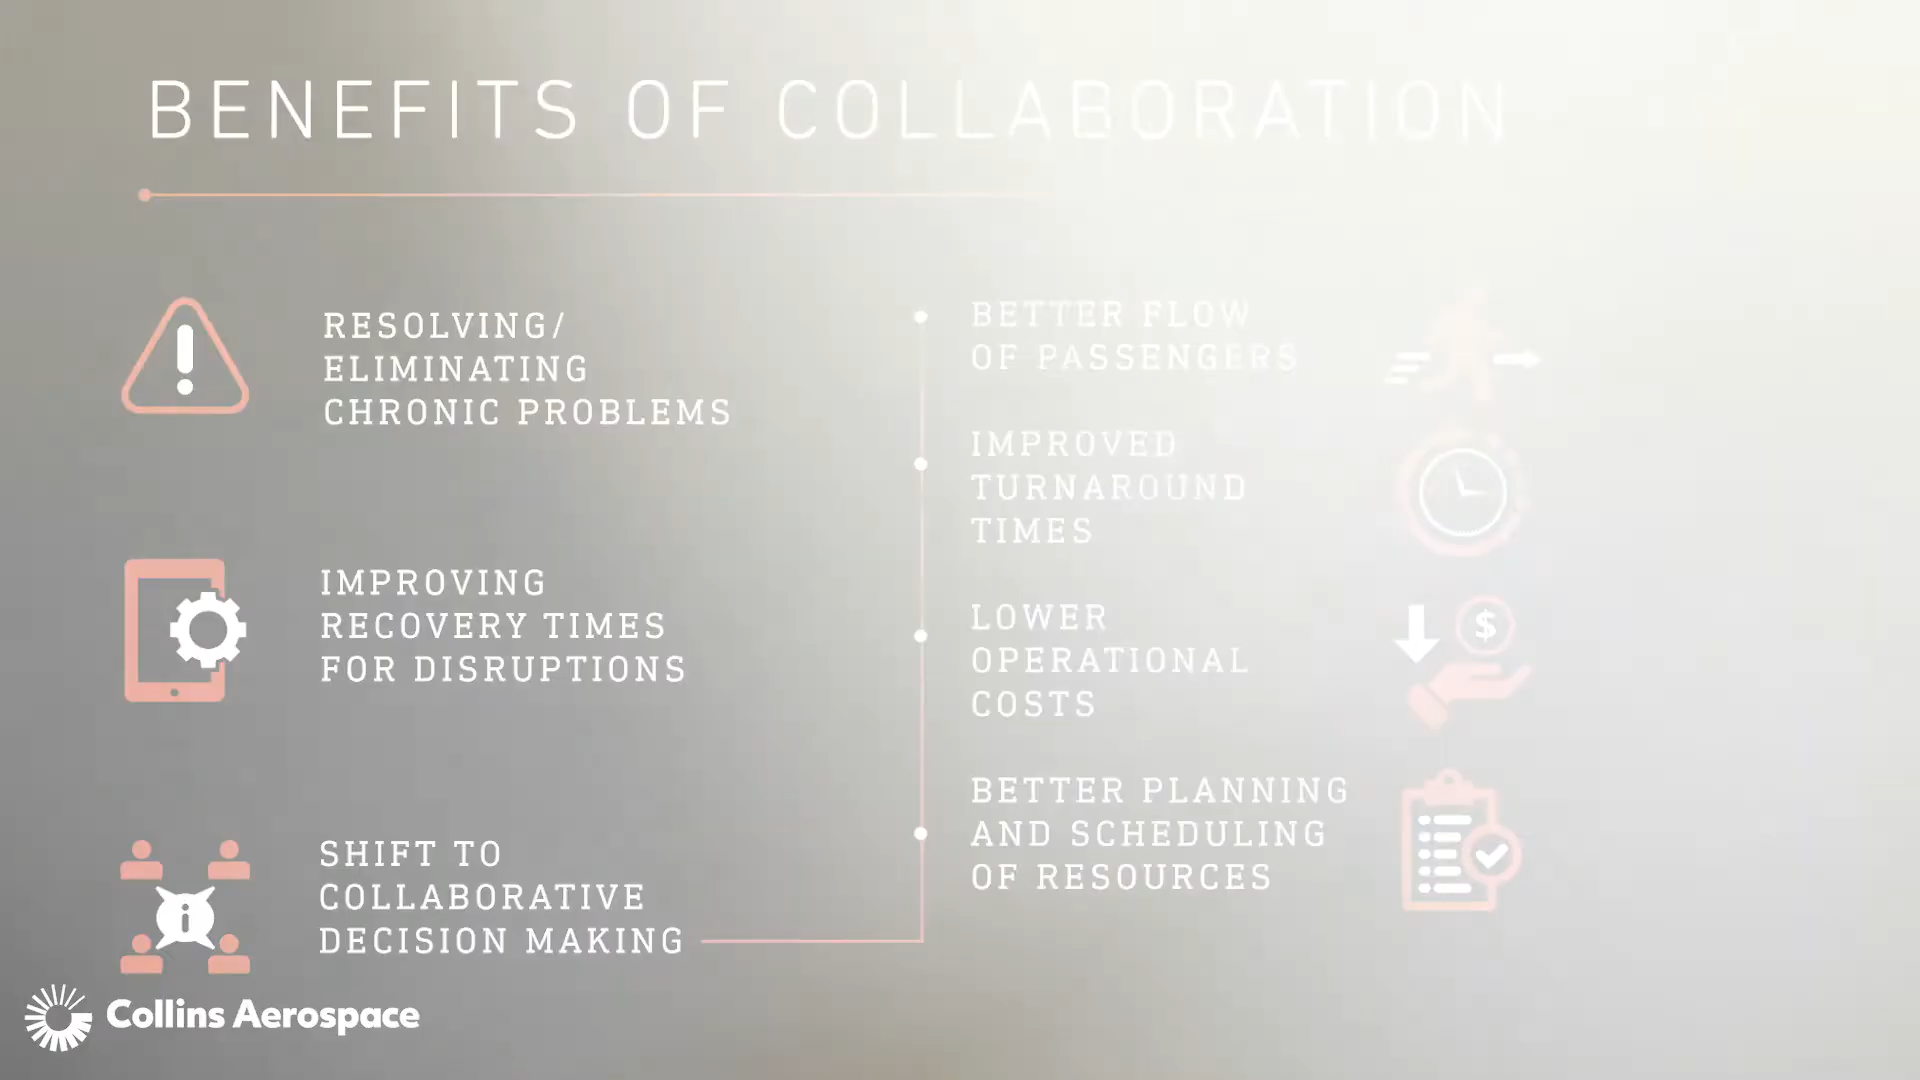 BENEFITS OF COLLABORATION
RESOLVING/
ELIMINATING
CHRONIC PROBLEMS
IMPROVING
RECOVERY TIMES
FOR DISRUPTIONS
SHIFT TO
COLLABORATIVE
DECISION MAKING
BETTER FLOW
OF PASSENGERS
IMPROVED
TURNAROUND
TIMES
LOWER
OPERATIONAL
COSTS
$
BETTER PLANNING
AND SCHEDULING
OF RESOURCES
i
Collins Aerospace